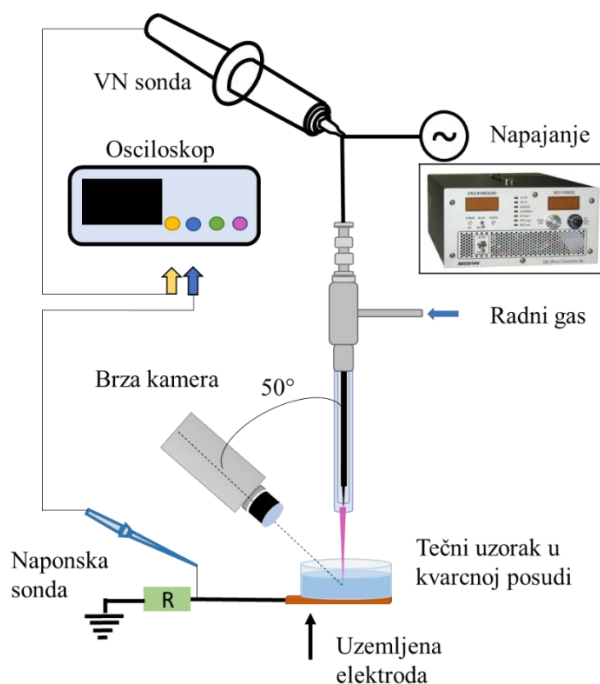 VN sonda
Osciloskop
Napajanje
Radni gas
Brza kamera
50°
Naponska
sonda
R
Tečni uzorak u
kvarcnoj posudi
Uzemljena
elektroda